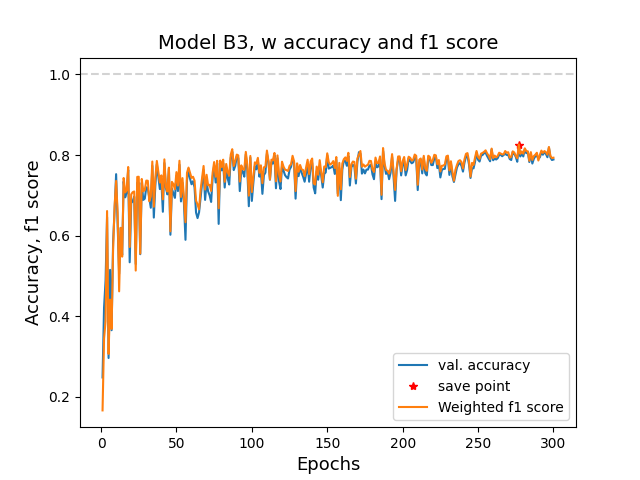 Model B3, w accuracy and f1 score
Accuracy, f1 score
1.0
0.8
0.6
0.4
0.2
0
50
100
150
200
250
300
Epochs
val. accuracy
save point
Weighted f1 score